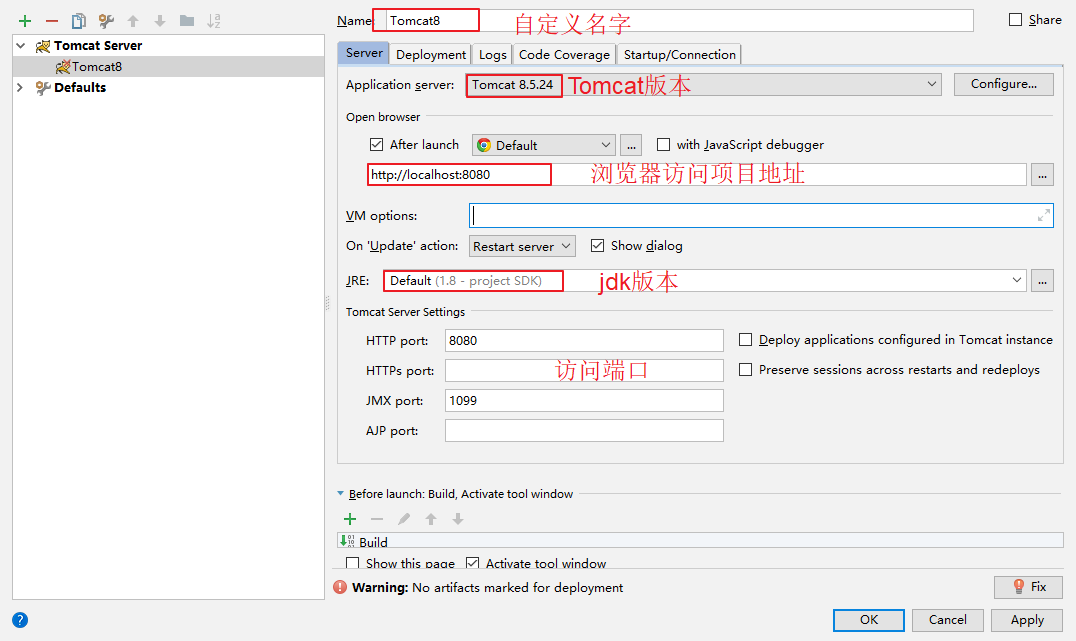 Name: Tomcat8 自定义名字 Share
Tomcat Server
Tomcat8
Defaults
Server Deployment Logs Code Coverage Startup/Connection
Application server: Tomcat 8.5.24 Tomcat版本 Configure...
Open browser
After launch Default ... with JavaScript debugger
http://localhost:8080 浏览器访问项目地址 ...
VM options:
On 'Update' action: Restart server Show dialog
JRE: Default (1.8 - project SDK) jdk版本 ...
Tomcat Server Settings
HTTP port: 8080 Deploy applications configured in Tomcat instance
HTTPs port: 访问端口 Preserve sessions across restarts and redeploys
JMX port: 1099
AJP port:
Before launch: Build, Activate tool window
Build
Show this page Activate tool window
Warning: No artifacts marked for deployment Fix
? OK Cancel Apply